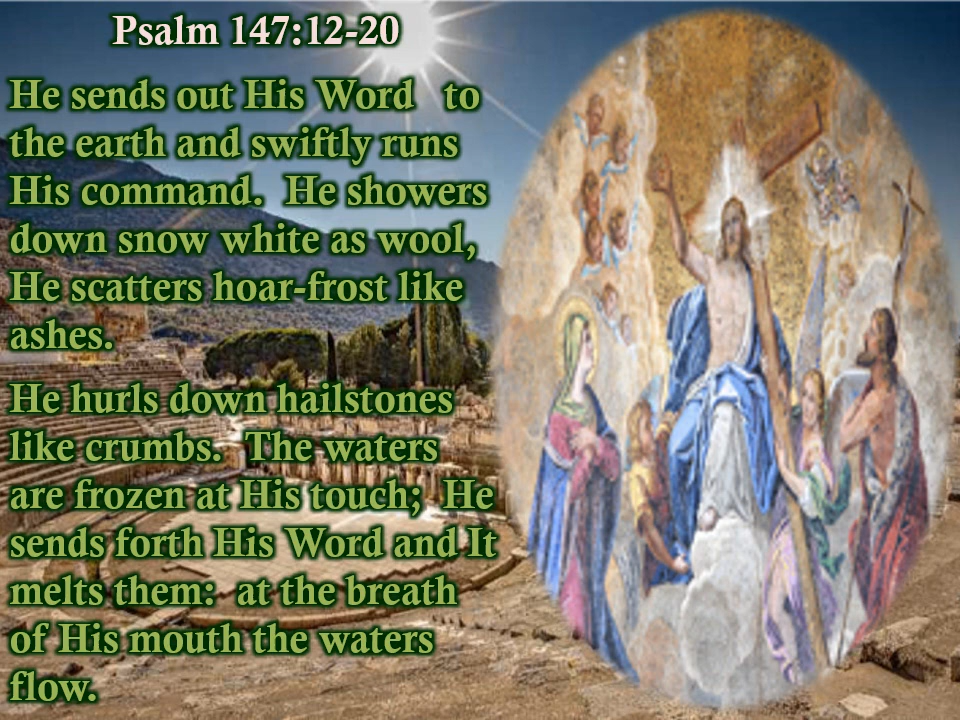 Psalm 147:12-20
He sends out His Word to
the earth and swiftly runs
His command. He showers
down snow white as wool,
He scatters hoar-frost like
ashes.
He hurls down hailstones
like crumbs. The waters
are frozen at His touch; He
sends forth His Word and It
melts them: at the breath
of His mouth the waters
flow.